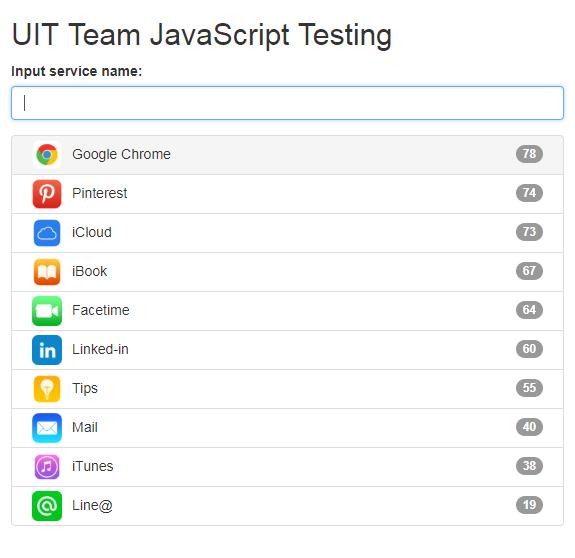 UIT Team JavaScript Testing
Input service name:
Google Chrome 78
Pinterest 74
iCloud 73
iBook 67
Facetime 64
in Linked-in 60
Tips 55
Mail 40
iTunes 38
Line@ 19